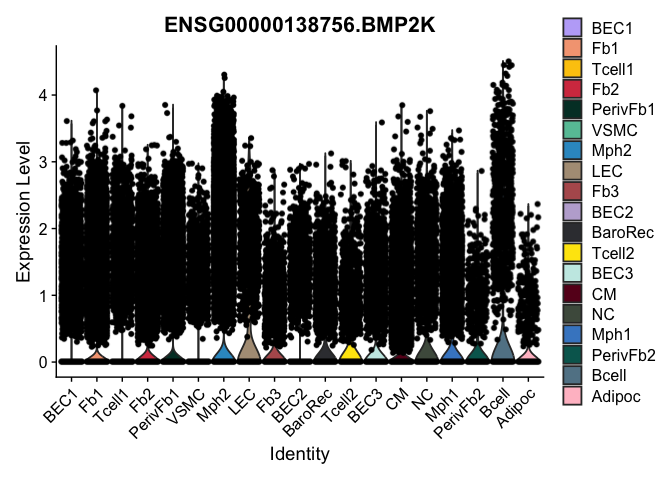 ENSG00000138756.BMP2K
Expression Level
4
3
2
1
0
BEC1
Fb1
Tcell1
Fb2
PerivFb1
VSMC
Mph2
LEC
Fb3
BEC2
BaroRec
Tcell2
BEC3
CM
NC
Mph1
PerivFb2
Bcell
Adipoc
Identity
BEC1
Fb1
Tcell1
Fb2
PerivFb1
VSMC
Mph2
LEC
Fb3
BEC2
BaroRec
Tcell2
BEC3
CM
NC
Mph1
PerivFb2
Bcell
Adipoc